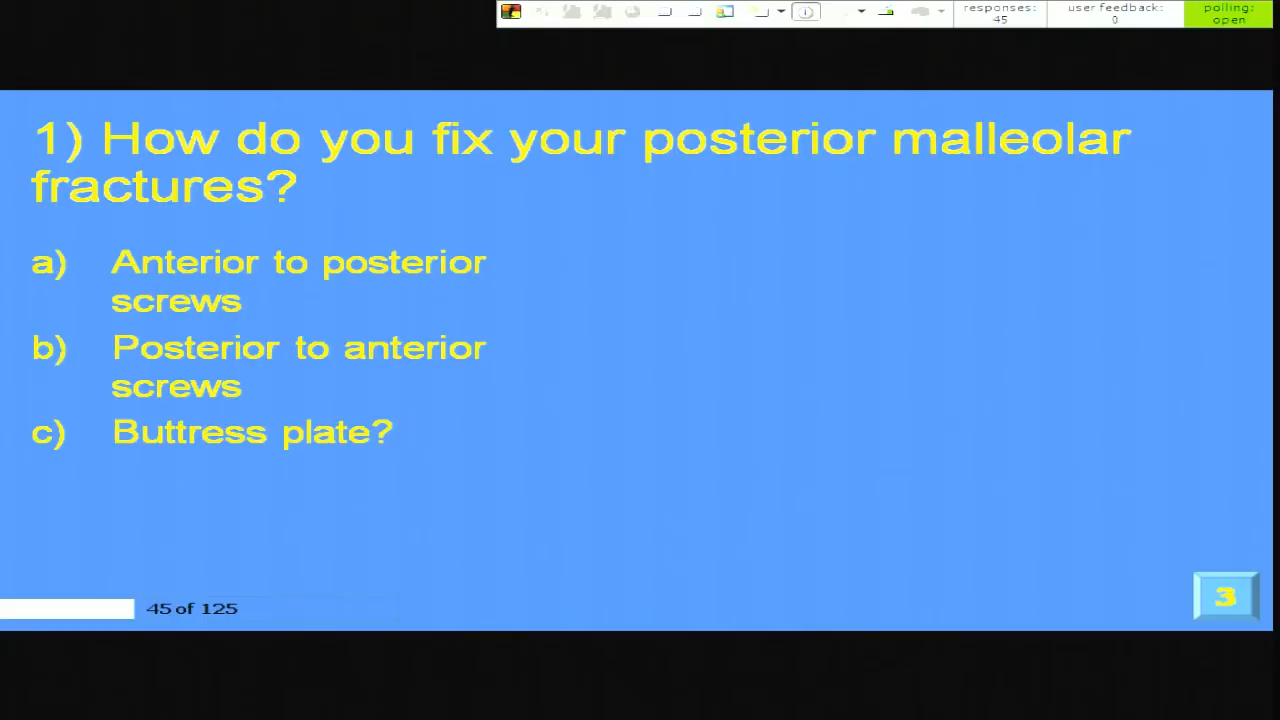 responses:
45
user feedback:
0
polling:
open
1) How do you fix your posterior malleolar
fractures?
a) Anterior to posterior
screws
b) Posterior to anterior
screws
c) Buttress plate?
45 of 125
3